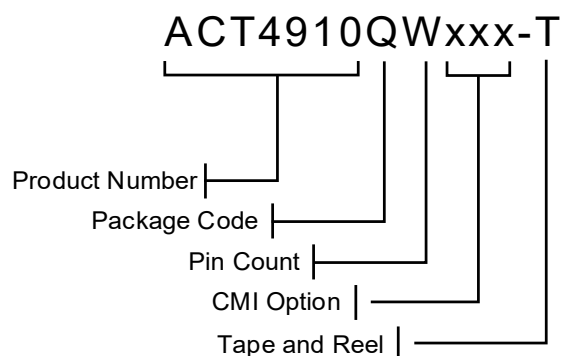 ACT4910QWxxx-T
Product Number
Package Code
Pin Count
CMI Option
Tape and Reel